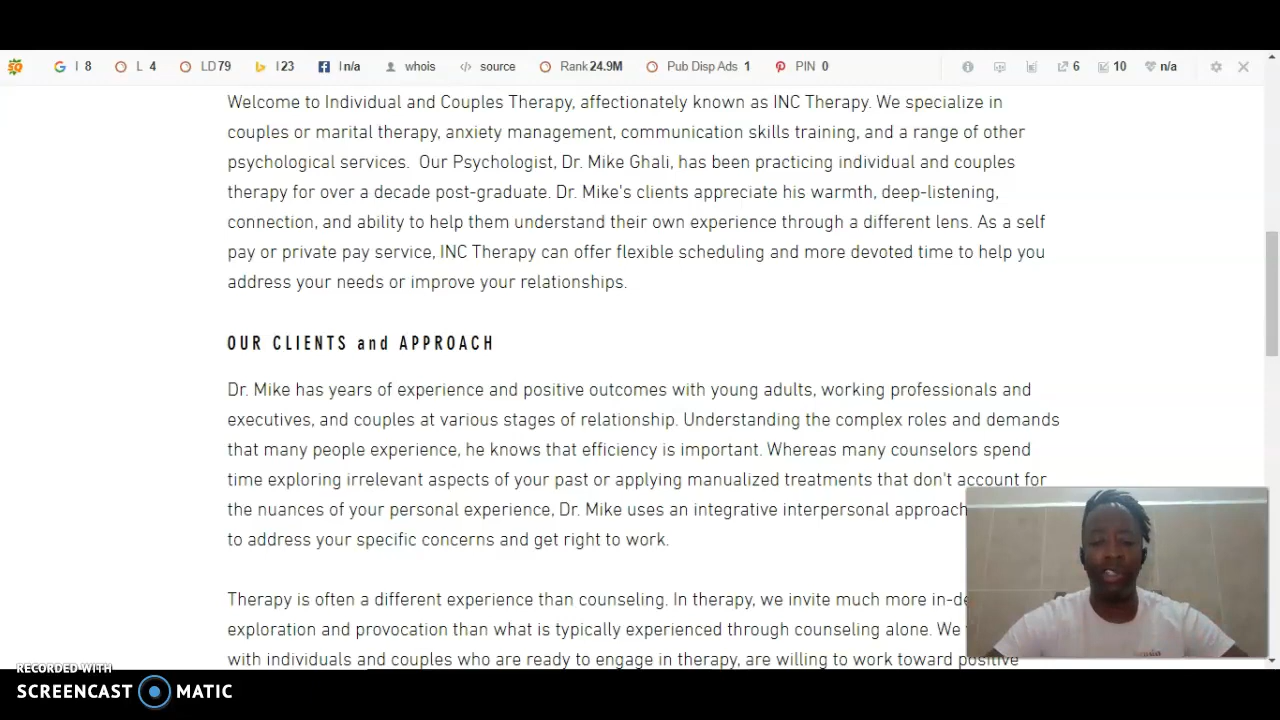 I 8 L 4 LD 79 I 23 I n/a whois source Rank 24.9M Pub Disp Ads 1 PIN 0 6 10 n/a
Welcome to Individual and Couples Therapy, affectionately known as INC Therapy. We specialize in
couples or marital therapy, anxiety management, communication skills training, and a range of other
psychological services.  Our Psychologist, Dr. Mike Ghali, has been practicing individual and couples
therapy for over a decade post-graduate. Dr. Mike's clients appreciate his warmth, deep-listening,
connection, and ability to help them understand their own experience through a different lens. As a self
pay or private pay service, INC Therapy can offer flexible scheduling and more devoted time to help you
address your needs or improve your relationships.
OUR CLIENTS and APPROACH
Dr. Mike has years of experience and positive outcomes with young adults, working professionals and
executives, and couples at various stages of relationship. Understanding the complex roles and demands
that many people experience, he knows that efficiency is important. Whereas many counselors spend
time exploring irrelevant aspects of your past or applying manualized treatments that don't account for
the nuances of your personal experience, Dr. Mike uses an integrative interpersonal approach
to address your specific concerns and get right to work.
Therapy is often a different experience than counseling. In therapy, we invite much more
exploration and provocation than what is typically experienced through counseling alone. We
with individuals and couples who are ready to engage in therapy, are willing to work toward positive
RECORDED WITH
SCREENCAST MATIC